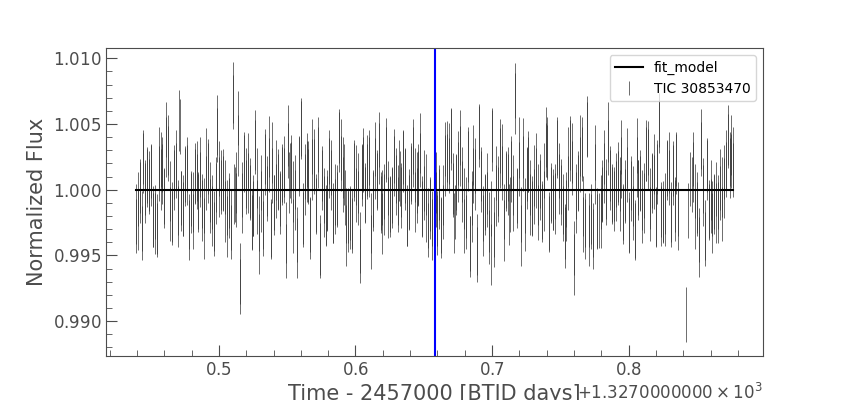 1.010
1.005
1.000
0.995
0.990
Normalized Flux
fit_model
TIC 30853470
0.5 0.6 0.7 0.8
Time - 2457000 [BTJD days]
+1.3270000000 × 10³